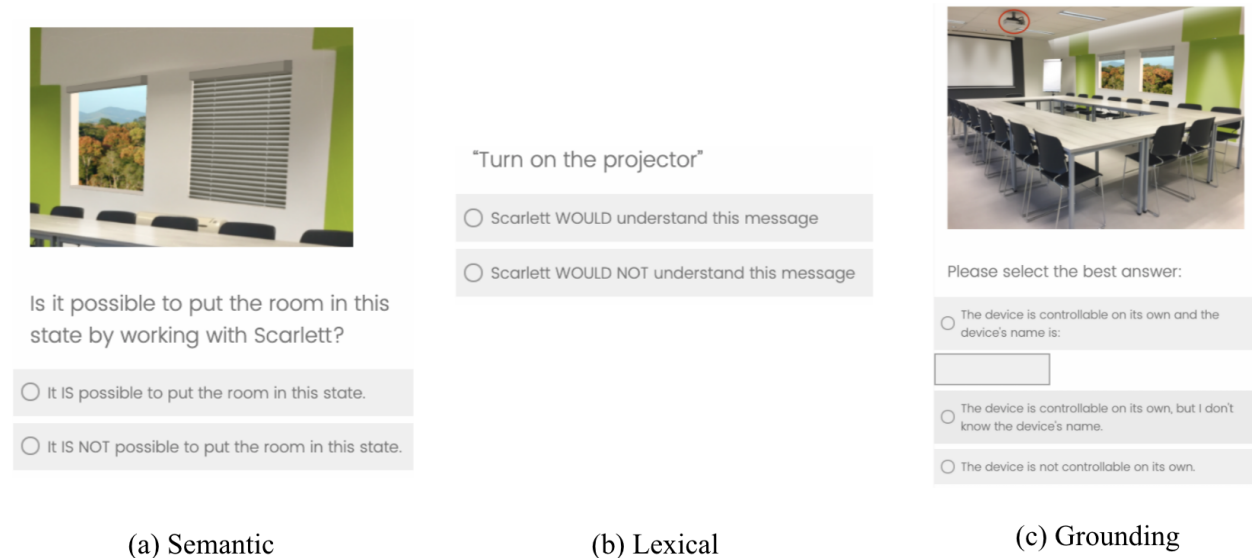 Is it possible to put the room in this
state by working with Scarlett?
It IS possible to put the room in this state.
It IS NOT possible to put the room in this state.
(a) Semantic
“Turn on the projector”
Scarlett WOULD understand this message
Scarlett WOULD NOT understand this message
(b) Lexical
Please select the best answer:
The device is controllable on its own and the
device's name is:
The device is controllable on its own, but I don't
know the device's name.
The device is not controllable on its own.
(c) Grounding